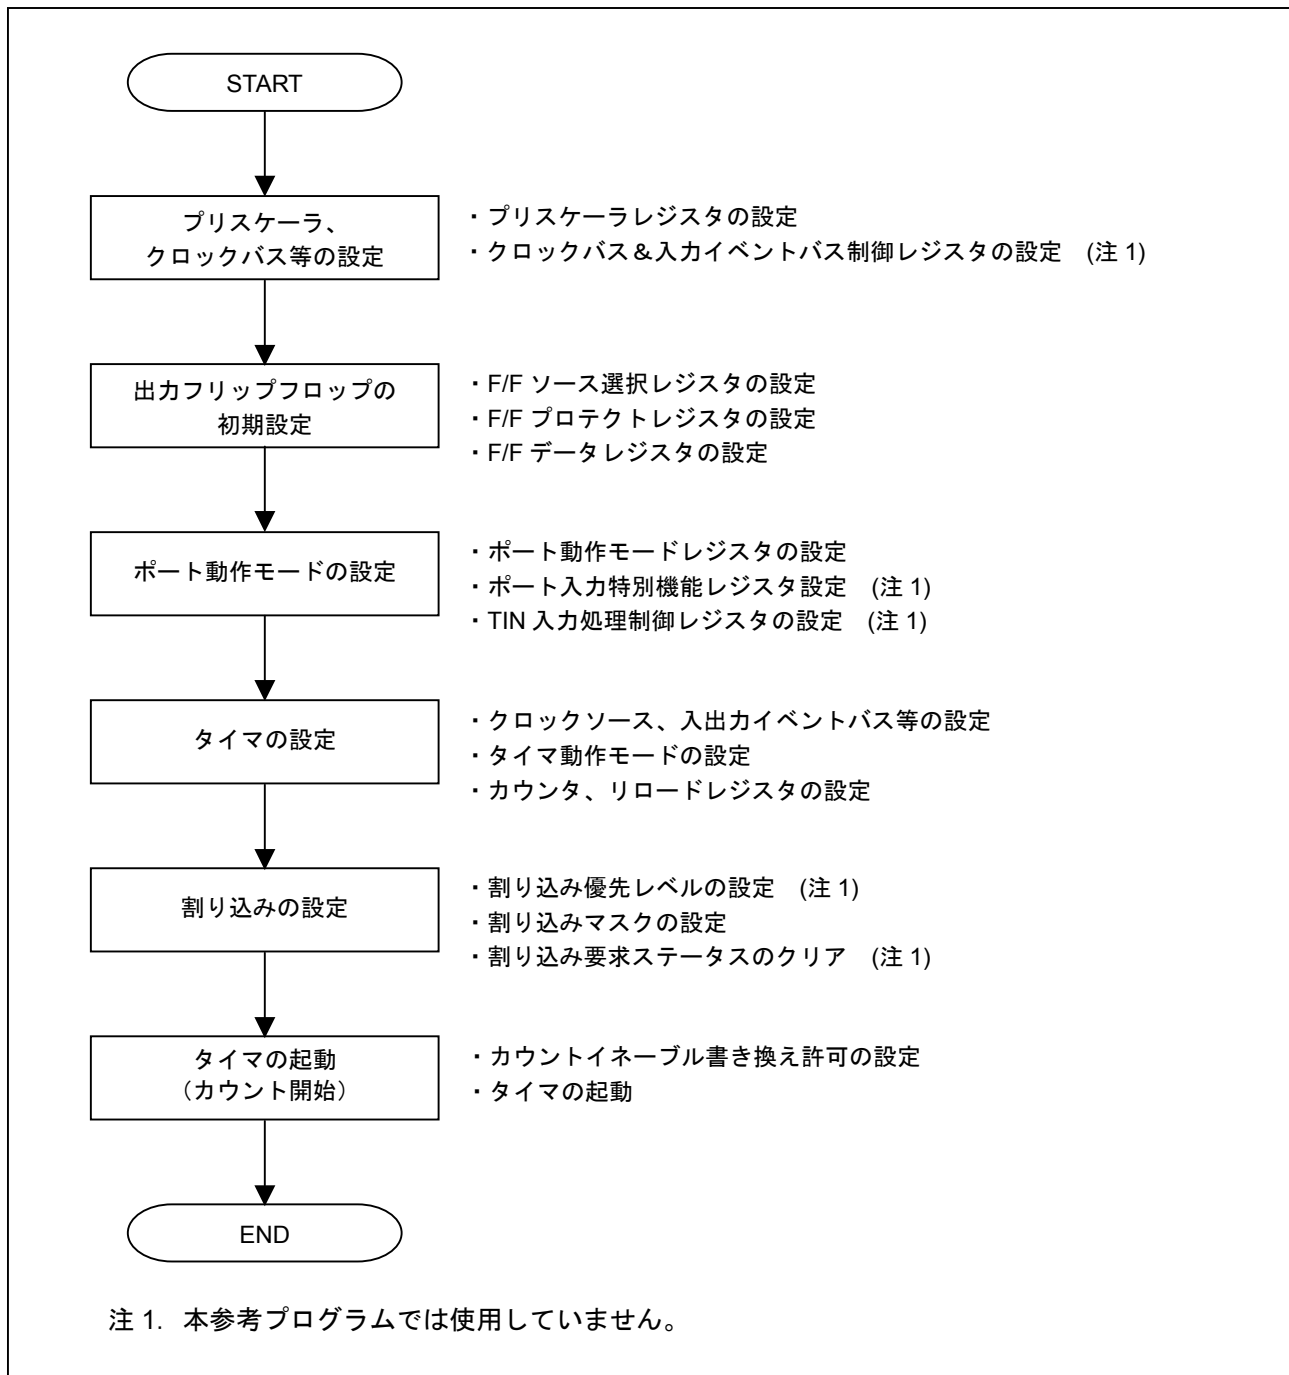 START
プリスケーラ、
クロックバス等の設定
・プリスケーラレジスタの設定
・クロックバス＆入力イベントバス制御レジスタの設定 (注 1)
出力フリップフロップの
初期設定
・F/F ソース選択レジスタの設定
・F/F プロテクトレジスタの設定
・F/F データレジスタの設定
ポート動作モードの設定
・ポート動作モードレジスタの設定
・ポート入力特別機能レジスタ設定 (注 1)
・TIN 入力処理制御レジスタの設定 (注 1)
タイマの設定
・クロックソース、入出力イベントバス等の設定
・タイマ動作モードの設定
・カウンタ、リロードレジスタの設定
割り込みの設定
・割り込み優先レベルの設定 (注 1)
・割り込みマスクの設定
・割り込み要求ステータスのクリア (注 1)
タイマの起動
（カウント開始）
・カウントイネーブル書き換え許可の設定
・タイマの起動
END
注 1. 本参考プログラムでは使用していません。